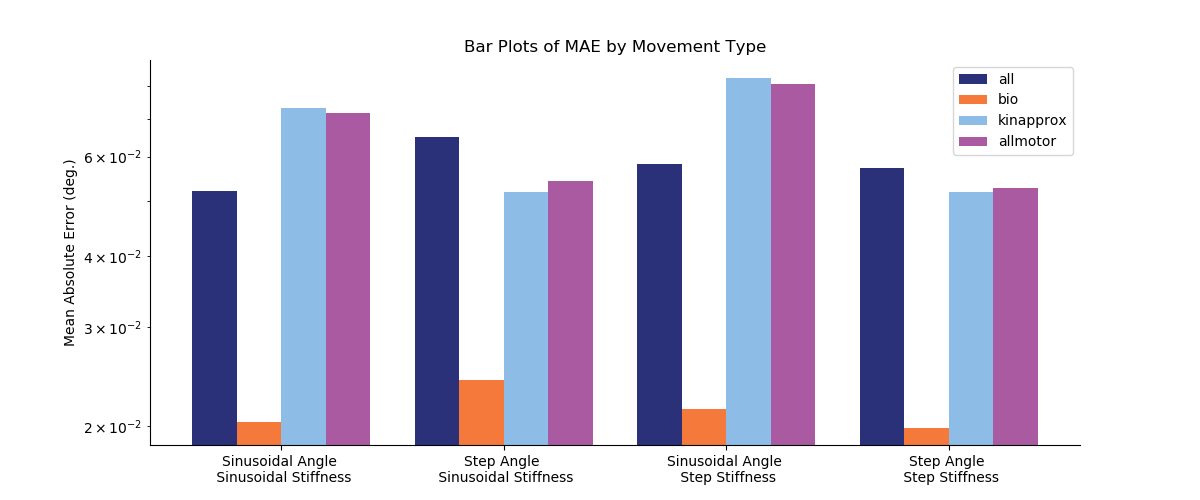 Bar Plots of MAE by Movement Type
all
bio
kinapprox
allmotor
Mean Absolute Error (deg.)
6 × 10⁻²
4 × 10⁻²
3 × 10⁻²
2 × 10⁻²
Sinusoidal Angle
Sinusoidal Stiffness
Step Angle
Sinusoidal Stiffness
Sinusoidal Angle
Step Stiffness
Step Angle
Step Stiffness